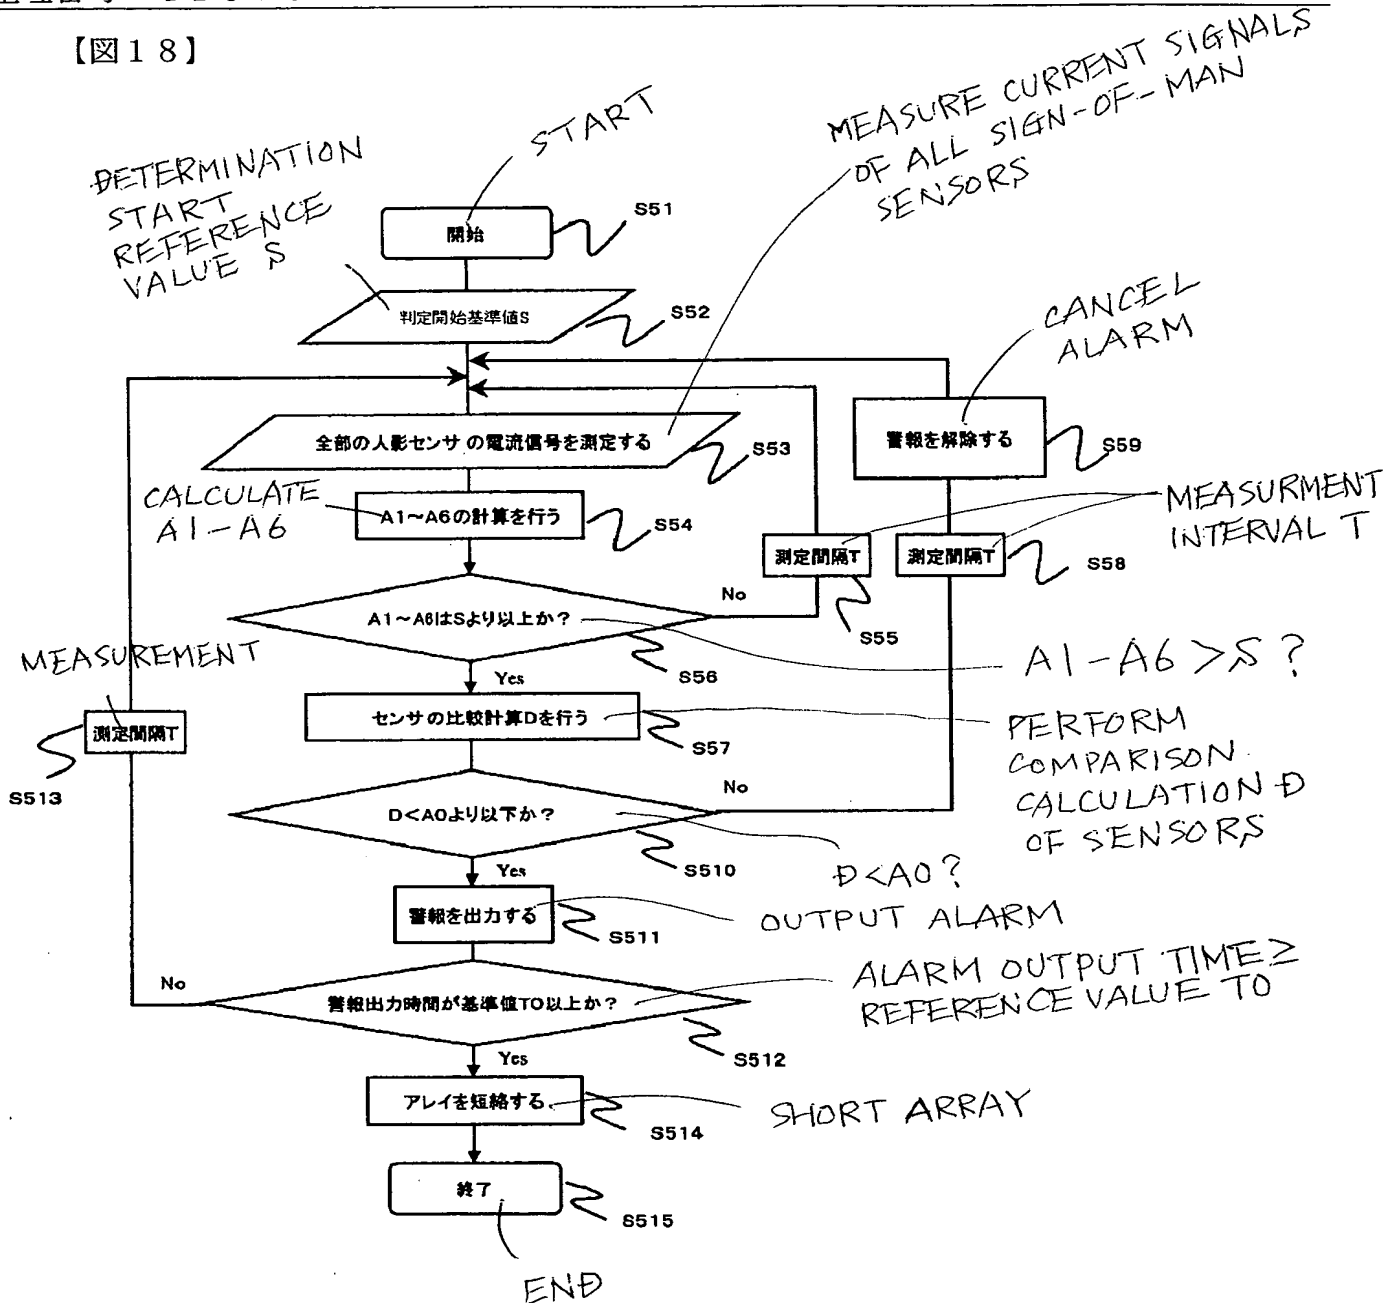 【図18】
MEASURE CURRENT SIGNALS
OF ALL SIGN-OF-MAN
SENSORS
START
DETERMINATION
START
REFERENCE
VALUE S
開始
S51
判定開始基準値S
S52
CANCEL
ALARM
全部の人影センサの電流信号を測定する
S53
警報を解除する
S59
CALCULATE
A1-A6
A1～A6の計算を行う
S54
MEASURMENT
INTERVAL T
測定間隔T
S55
測定間隔T
S58
A1～A6はSより以上か？
No
S56
A1-A6>S?
MEASUREMENT
Yes
測定間隔T
S513
センサの比較計算Dを行う
S57
PERFORM
COMPARISON
CALCULATION D
OF SENSORS
D<A0より以下か？
No
S510
D<A0?
Yes
警報を出力する
S511
OUTPUT ALARM
No
警報出力時間が基準値T0以上か？
S512
ALARM OUTPUT TIME≥
REFERENCE VALUE T0
Yes
アレイを短絡する
S514
SHORT ARRAY
終了
S515
END